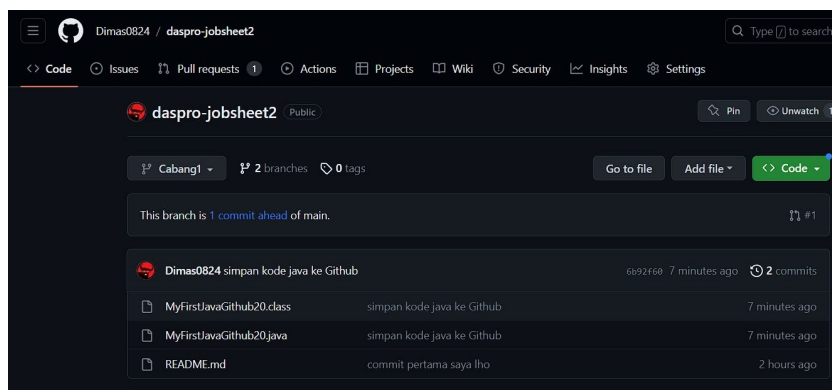 Dimas0824 / daspro-jobsheet2
Type / to search
Code Issues Pull requests 1 Actions Projects Wiki Security Insights Settings
daspro-jobsheet2 Public Pin Unwatch 1
Cabang1 2 branches 0 tags Go to file Add file Code
This branch is 1 commit ahead of main. #1
Dimas0824 simpan kode java ke Github 6b92f60 7 minutes ago 2 commits
MyFirstJavaGithub20.class simpan kode java ke Github 7 minutes ago
MyFirstJavaGithub20.java simpan kode java ke Github 7 minutes ago
README.md commit pertama saya lho 2 hours ago